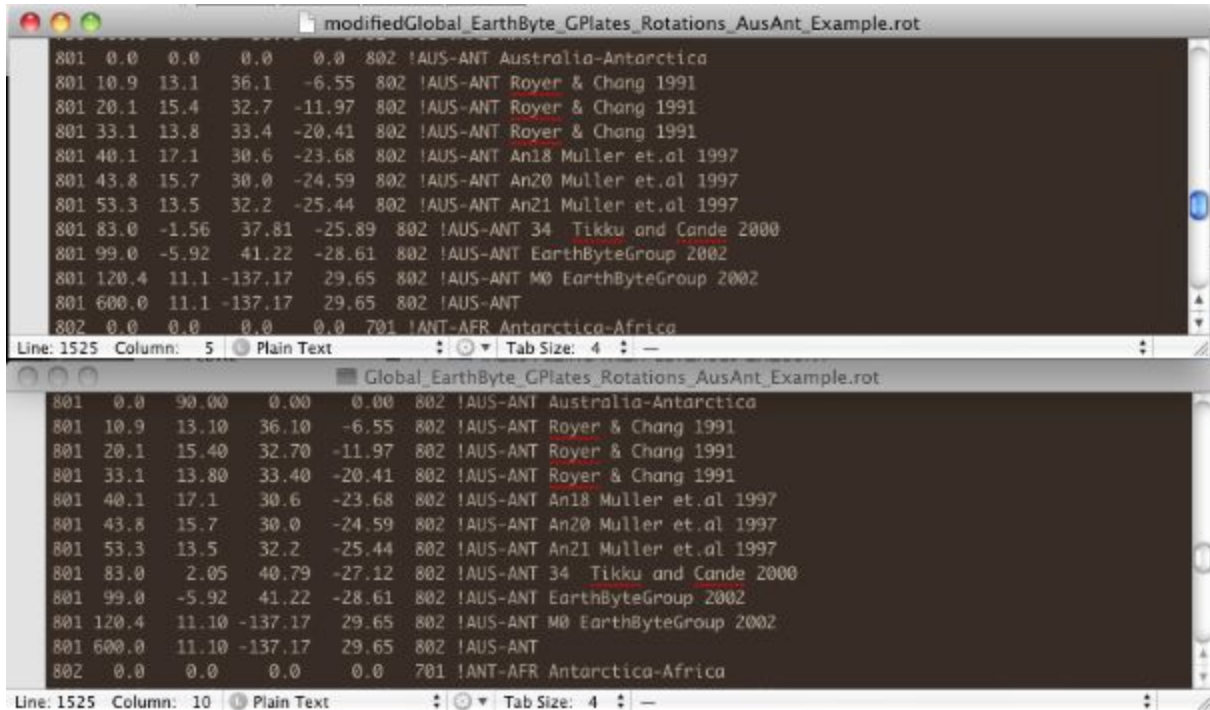 modifiedGlobal_EarthByte_GPlates_Rotations_AusAnt_Example.rot
801 0.0 0.0 0.0 0.0 802 !AUS-ANT Australia-Antarctica
801 10.9 13.1 36.1 -6.55 802 !AUS-ANT Royer & Chang 1991
801 20.1 15.4 32.7 -11.97 802 !AUS-ANT Royer & Chang 1991
801 33.1 13.8 33.4 -20.41 802 !AUS-ANT Royer & Chang 1991
801 40.1 17.1 30.6 -23.68 802 !AUS-ANT An18 Muller et.al 1997
801 43.8 15.7 30.0 -24.59 802 !AUS-ANT An20 Muller et.al 1997
801 53.3 13.5 32.2 -25.44 802 !AUS-ANT An21 Muller et.al 1997
801 83.0 -1.56 37.81 -25.89 802 !AUS-ANT 34 Tikku and Cande 2000
801 99.0 -5.92 41.22 -28.61 802 !AUS-ANT EarthByteGroup 2002
801 120.4 11.1 -137.17 29.65 802 !AUS-ANT M0 EarthByteGroup 2002
801 600.0 11.1 -137.17 29.65 802 !AUS-ANT
802 0.0 0.0 0.0 0.0 701 !ANT-AFR Antarctica-Africa
Line: 1525 Column: 5 L Plain Text Tab Size: 4 —
Global_EarthByte_GPlates_Rotations_AusAnt_Example.rot
801 0.0 90.00 0.00 0.00 802 !AUS-ANT Australia-Antarctica
801 10.9 13.10 36.10 -6.55 802 !AUS-ANT Royer & Chang 1991
801 20.1 15.40 32.70 -11.97 802 !AUS-ANT Royer & Chang 1991
801 33.1 13.80 33.40 -20.41 802 !AUS-ANT Royer & Chang 1991
801 40.1 17.1 30.6 -23.68 802 !AUS-ANT An18 Muller et.al 1997
801 43.8 15.7 30.0 -24.59 802 !AUS-ANT An20 Muller et.al 1997
801 53.3 13.5 32.2 -25.44 802 !AUS-ANT An21 Muller et.al 1997
801 83.0 2.05 40.79 -27.12 802 !AUS-ANT 34 Tikku and Cande 2000
801 99.0 -5.92 41.22 -28.61 802 !AUS-ANT EarthByteGroup 2002
801 120.4 11.10 -137.17 29.65 802 !AUS-ANT M0 EarthByteGroup 2002
801 600.0 11.10 -137.17 29.65 802 !AUS-ANT
802 0.0 0.0 0.0 0.0 701 !ANT-AFR Antarctica-Africa
Line: 1525 Column: 10 L Plain Text Tab Size: 4 —